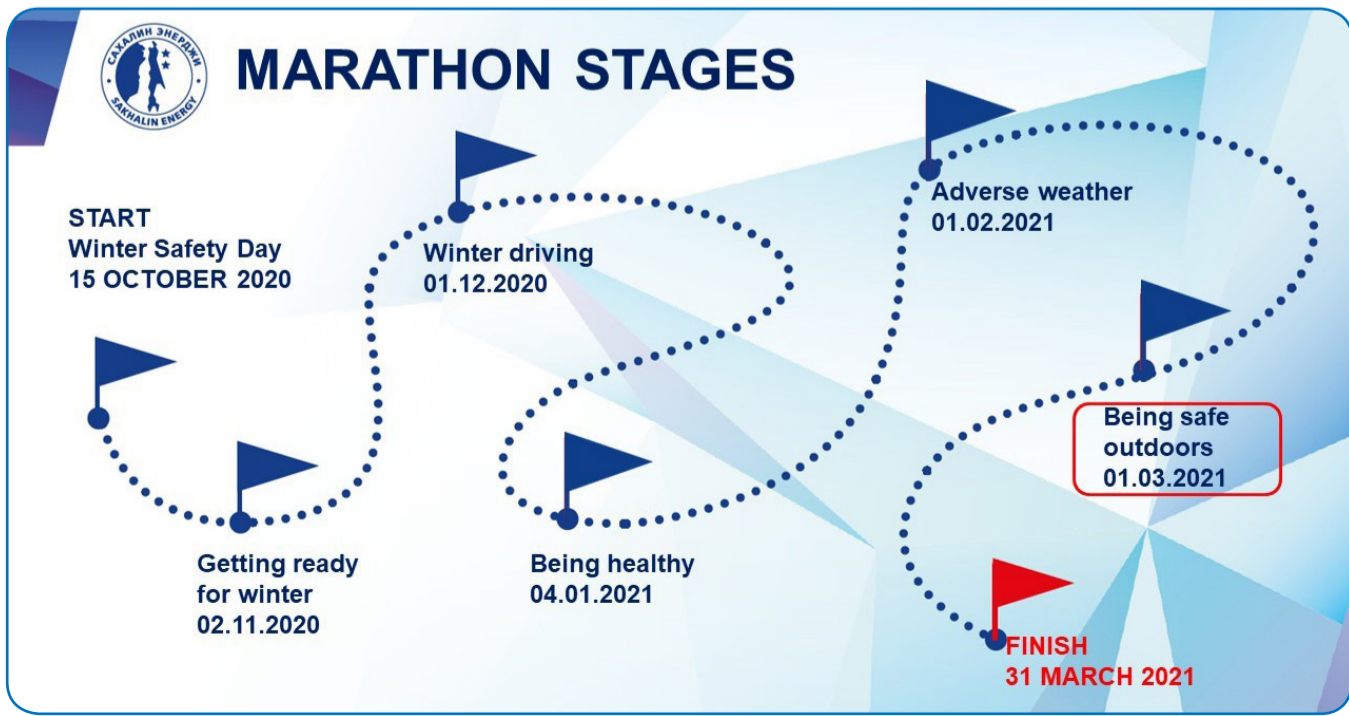 САХАЛИН ЭНЕРДЖИ
SAKHALIN ENERGY
MARATHON STAGES
START
Winter Safety Day
15 OCTOBER 2020
Getting ready
for winter
02.11.2020
Winter driving
01.12.2020
Being healthy
04.01.2021
Adverse weather
01.02.2021
Being safe
outdoors
01.03.2021
FINISH
31 MARCH 2021